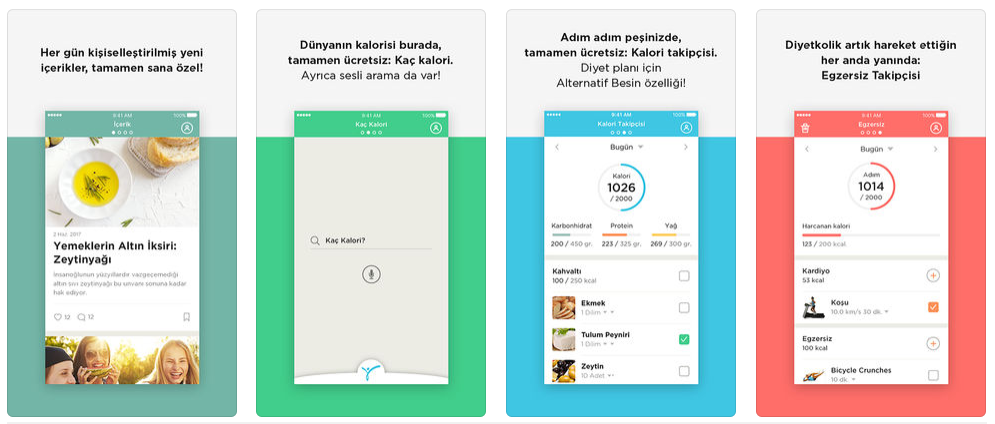 Her gün kişiselleştirilmiş yeni
içerikler, tamamen sana özel!
9:41 AM
100%
İçerik
2 Haz 2017
Yemeklerin Altın İksiri:
Zeytinyağı
İnsanoğlunun yüzyıllardır vazgeçemediği
altın sıvı zeytinyağı bu unvanı sonuna kadar
hak ediyor.
12
12
Dünyanın kalorisi burada,
tamamen ücretsiz: Kaç kalori.
Ayrıca sesli arama da var!
9:41 AM
100%
Kaç Kalori
Kaç Kalori?
Adım adım peşinizde,
tamamen ücretsiz: Kalori takipçisi.
Diyet planı için
Alternatif Besin özelliği!
9:41 AM
100%
Kalori Takipçisi
Bugün
Kalori
1026
/ 2000
Karbonhidrat Protein Yağ
200 / 450 gr. 223 / 325 gr. 269 / 300 gr.
Kahvaltı
100 / 250 kcal
Ekmek
1 Dilim
Tulum Peyniri
1 Dilim
Zeytin
10 Adet
Diyetkolik artık hareket ettiğin
her anda yanında:
Egzersiz Takipçisi
9:41 AM
100%
Egzersiz
Bugün
Adım
1014
/ 2000
Harcanan kalori
123 / 200 kcal
Kardiyo
53 kcal
Koşu
10.0 km/s 30 dk.
Egzersiz
100 kcal
Bicycle Crunches
10 dk.